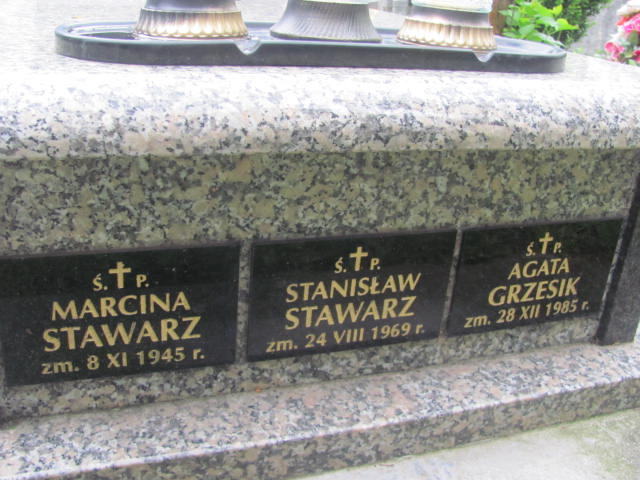 Ś. P.
MARCINA
STAWARZ
zm. 8 XI 1945 r.
Ś. P.
STANISŁAW
STAWARZ
zm. 24 VIII 1969 r.
Ś. P.
AGATA
GRZESIK
zm. 28 XII 1985 r.